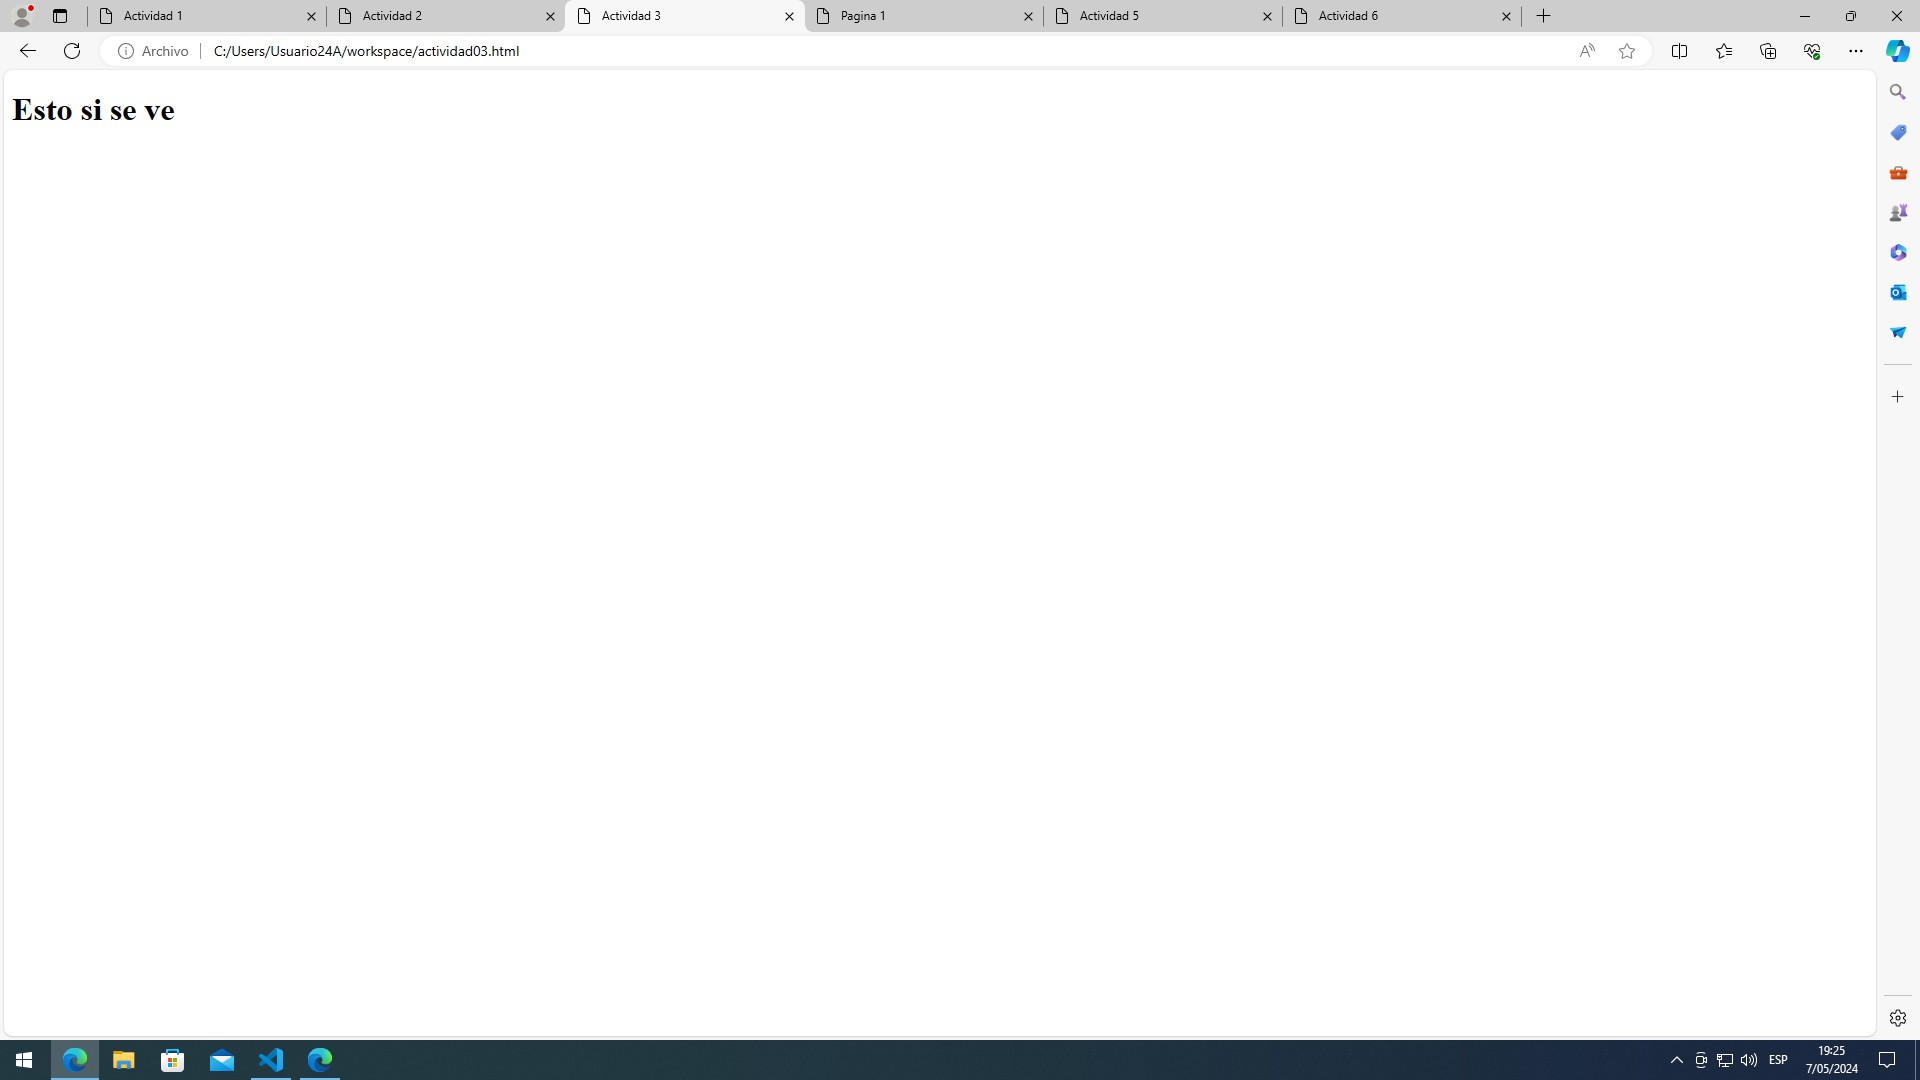 Actividad 1
Actividad 2
Actividad 3
Pagina 1
Actividad 5
Actividad 6
Archivo
C:/Users/Usuario24A/workspace/actividad03.html
Esto si se ve
ESP
19:25
7/05/2024